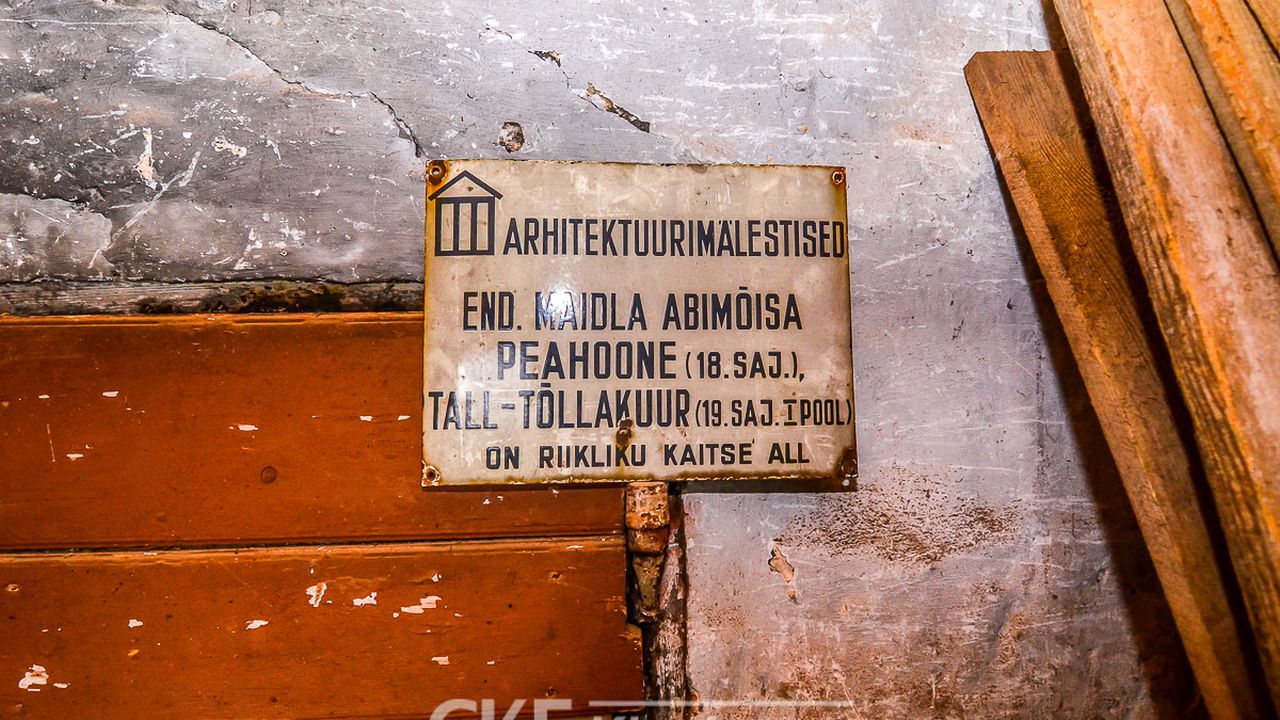 ARHITEKTUURIMÄLESTISED
END. MAIDLA ABIMÕISA
PEAHOONE (18. SAJ.),
TALL-TÕLLAKUUR (19. SAJ. I POOL)
ON RIIKLIKU KAITSE ALL